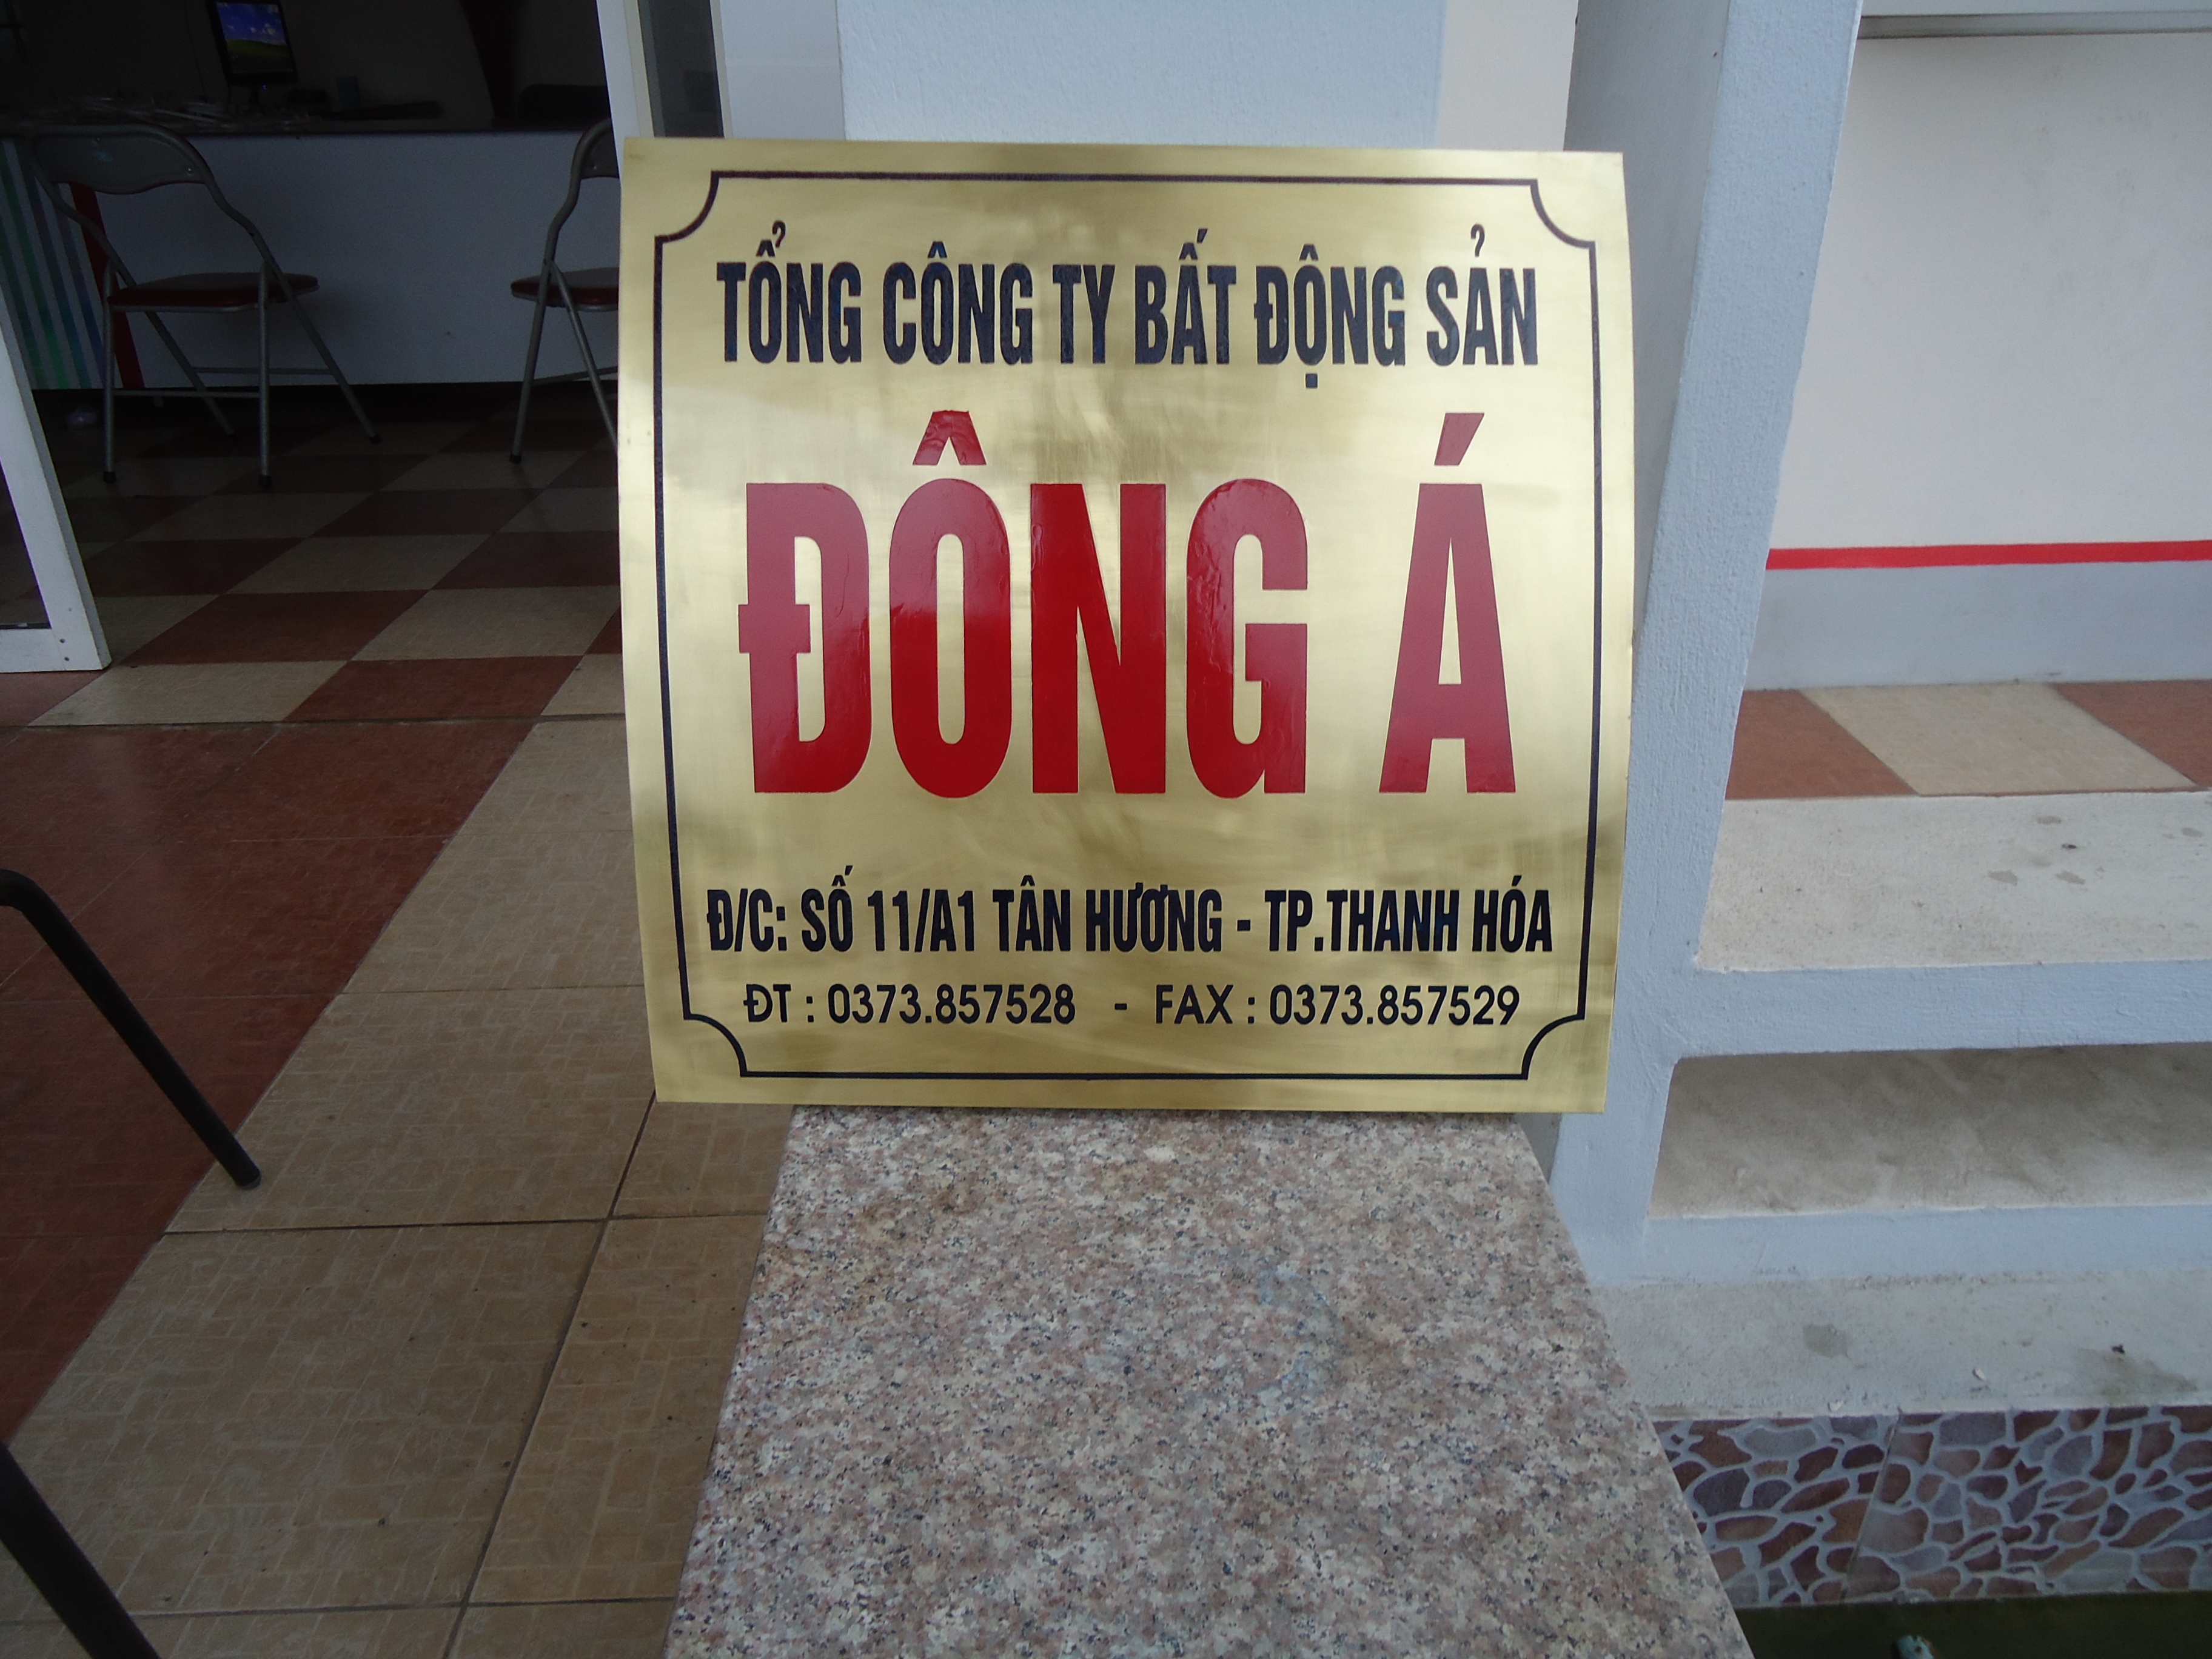 TỔNG CÔNG TY BẤT ĐỘNG SẢN
ĐÔNG Á
Đ/C: SỐ 11/A1 TÂN HƯƠNG - TP.THANH HÓA
ĐT : 0373.857528 - FAX : 0373.857529